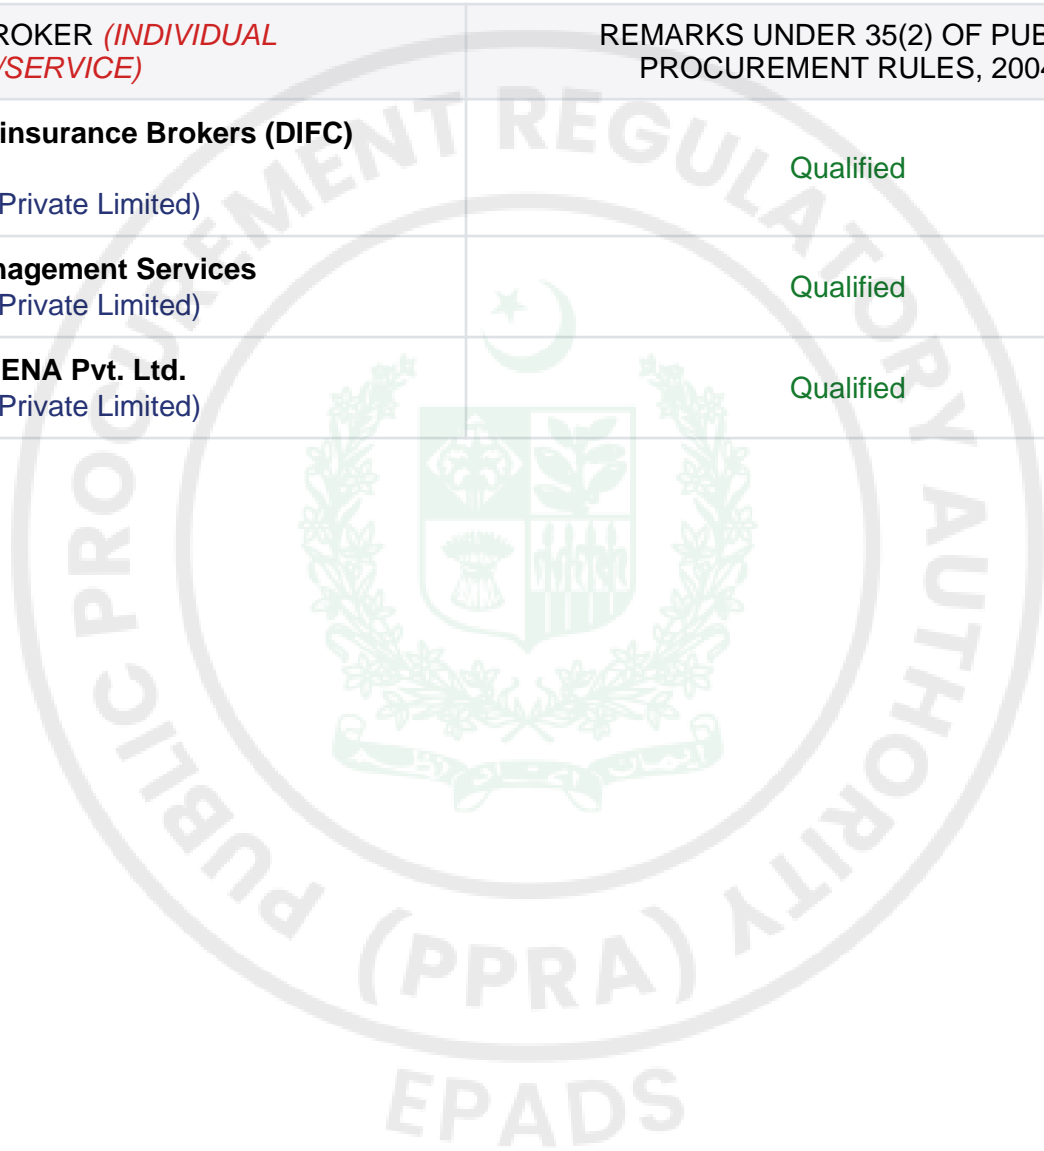 ROKER (INDIVIDUAL
/SERVICE)
REMARKS UNDER 35(2) OF PUB
PROCUREMENT RULES, 2004
insurance Brokers (DIFC)
Private Limited)
Qualified
nagement Services
Private Limited)
Qualified
ENA Pvt. Ltd.
Private Limited)
Qualified
PUBLIC PROCUREMENT REGULATORY AUTHORITY
(PPRA)
EPADS